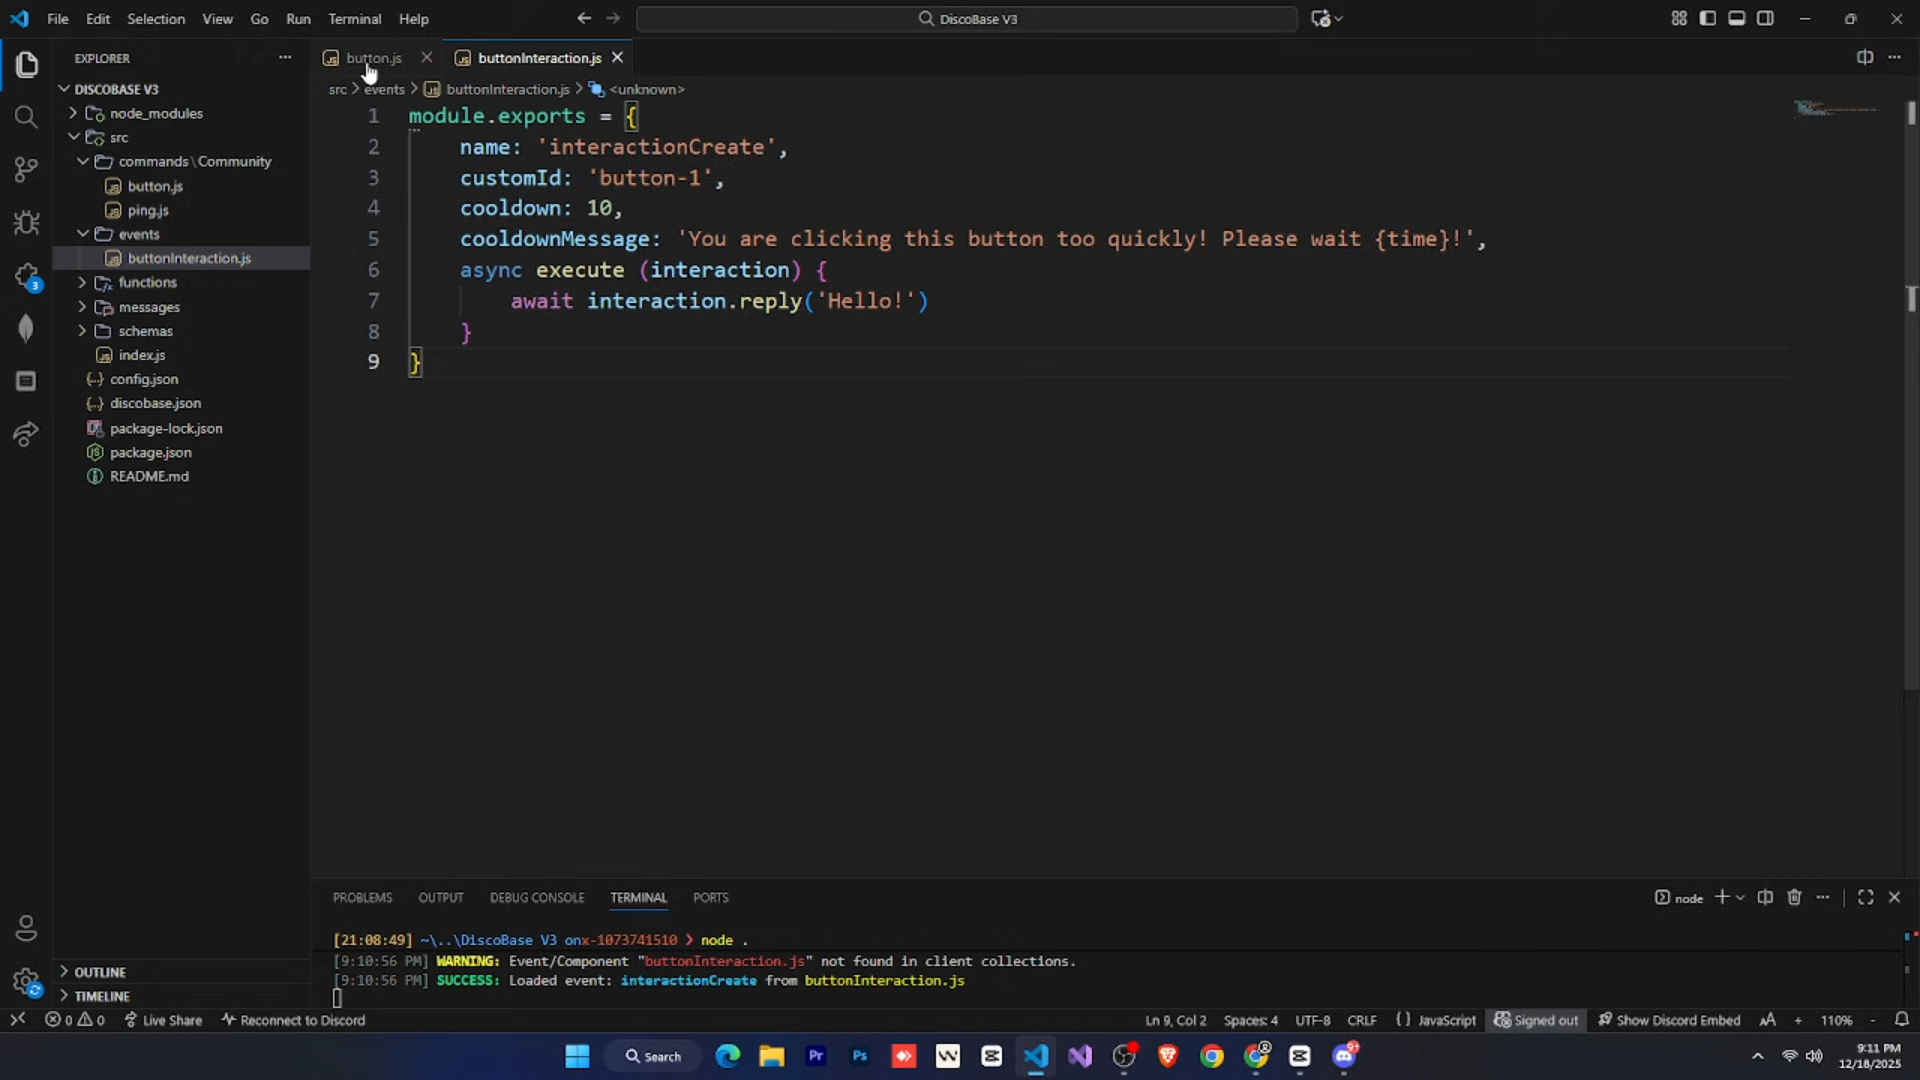 File Edit Selection View Go Run Terminal Help
DiscoBase V3
EXPLORER
button.js
buttonInteraction.js
DISCOBASE V3
src > events > buttonInteraction.js > <unknown>
node_modules
src
commands \ Community
button.js
ping.js
events
buttonInteraction.js
functions
messages
schemas
index.js
config.json
discobase.json
package-lock.json
package.json
README.md
3
1 module.exports = {
2 name: 'interactionCreate',
3 customId: 'button-1',
4 cooldown: 10,
5 cooldownMessage: 'You are clicking this button too quickly! Please wait {time}!',
6 async execute (interaction) {
7 await interaction.reply('Hello!')
8 }
9 }
PROBLEMS OUTPUT DEBUG CONSOLE TERMINAL PORTS
node
[21:08:49] ~\..\DiscoBase V3 onx-1073741510 > node .
[9:10:56 PM] WARNING: Event/Component "buttonInteraction.js" not found in client collections.
[9:10:56 PM] SUCCESS: Loaded event: interactionCreate from buttonInteraction.js
OUTLINE
TIMELINE
0 0 Live Share Reconnect to Discord
Ln 9, Col 2 Spaces: 4 UTF-8 CRLF {} JavaScript Signed out Show Discord Embed AA + 110% -
Search
Pr
Ps
9+
9:11 PM
12/18/2025